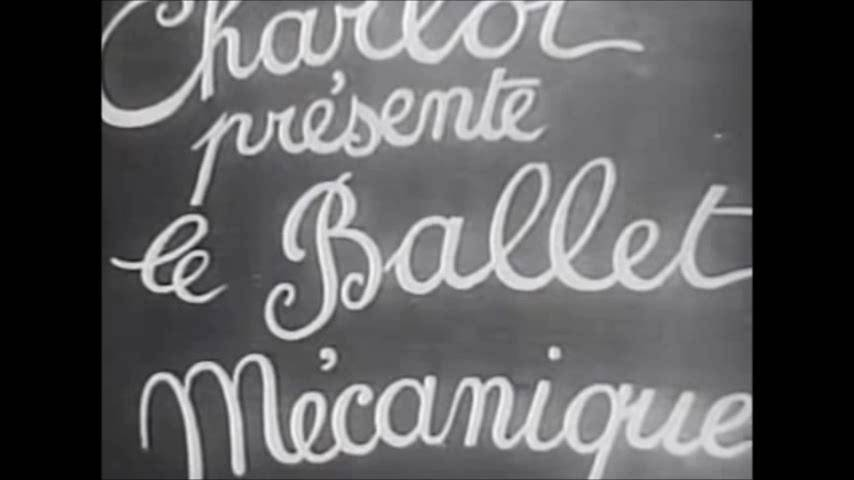 Charlot
présente
le Ballet
Mécanique